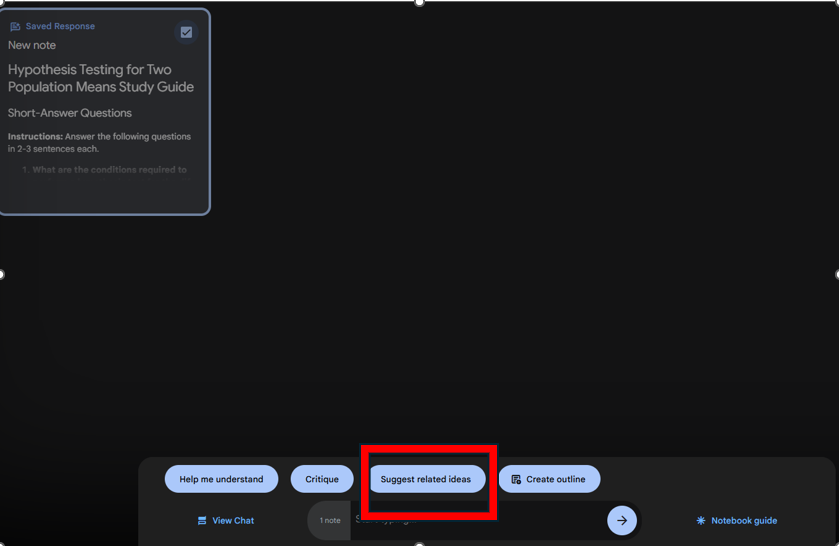 Saved Response
New note
Hypothesis Testing for Two
Population Means Study Guide
Short-Answer Questions
Instructions: Answer the following questions
in 2-3 sentences each.
1. What are the conditions required to
Help me understand
Critique
Suggest related ideas
Create outline
View Chat
1 note
Notebook guide